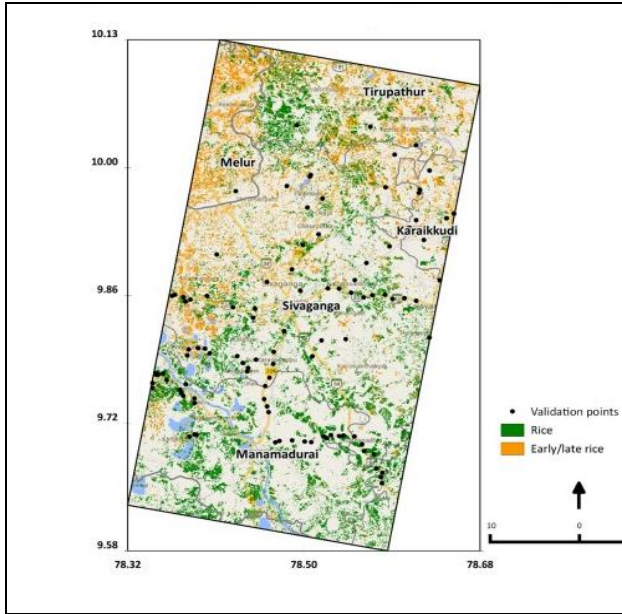 10.13
Tirupathur
10.00
Melur
Karaikkudi
9.86
Sivaganga
9.72
Manamadurai
9.58
78.32 78.50 78.68
Validation points
Rice
Early/late rice
10 0